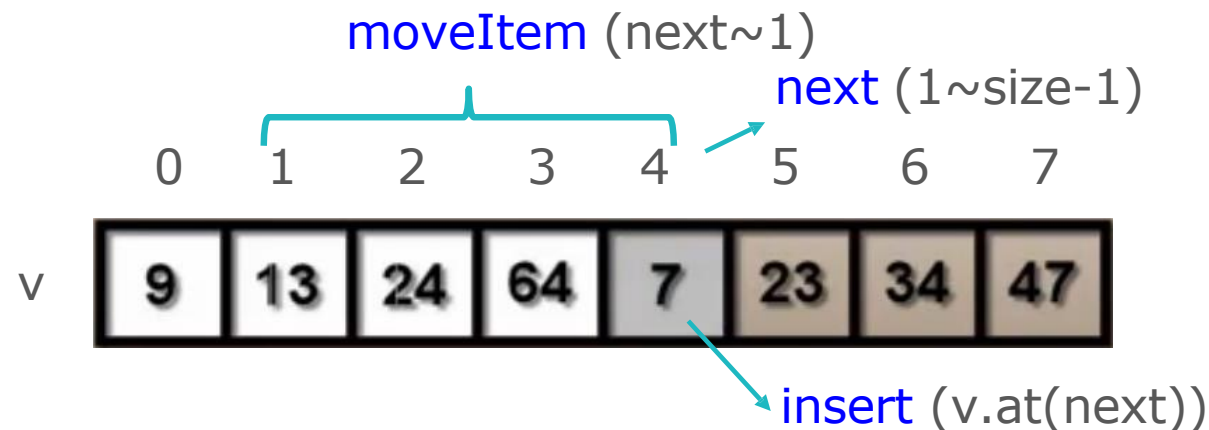 moveItem (next~1)
next (1~size-1)
0 1 2 3 4 5 6 7
v 9 13 24 64 7 23 34 47
insert (v.at(next))